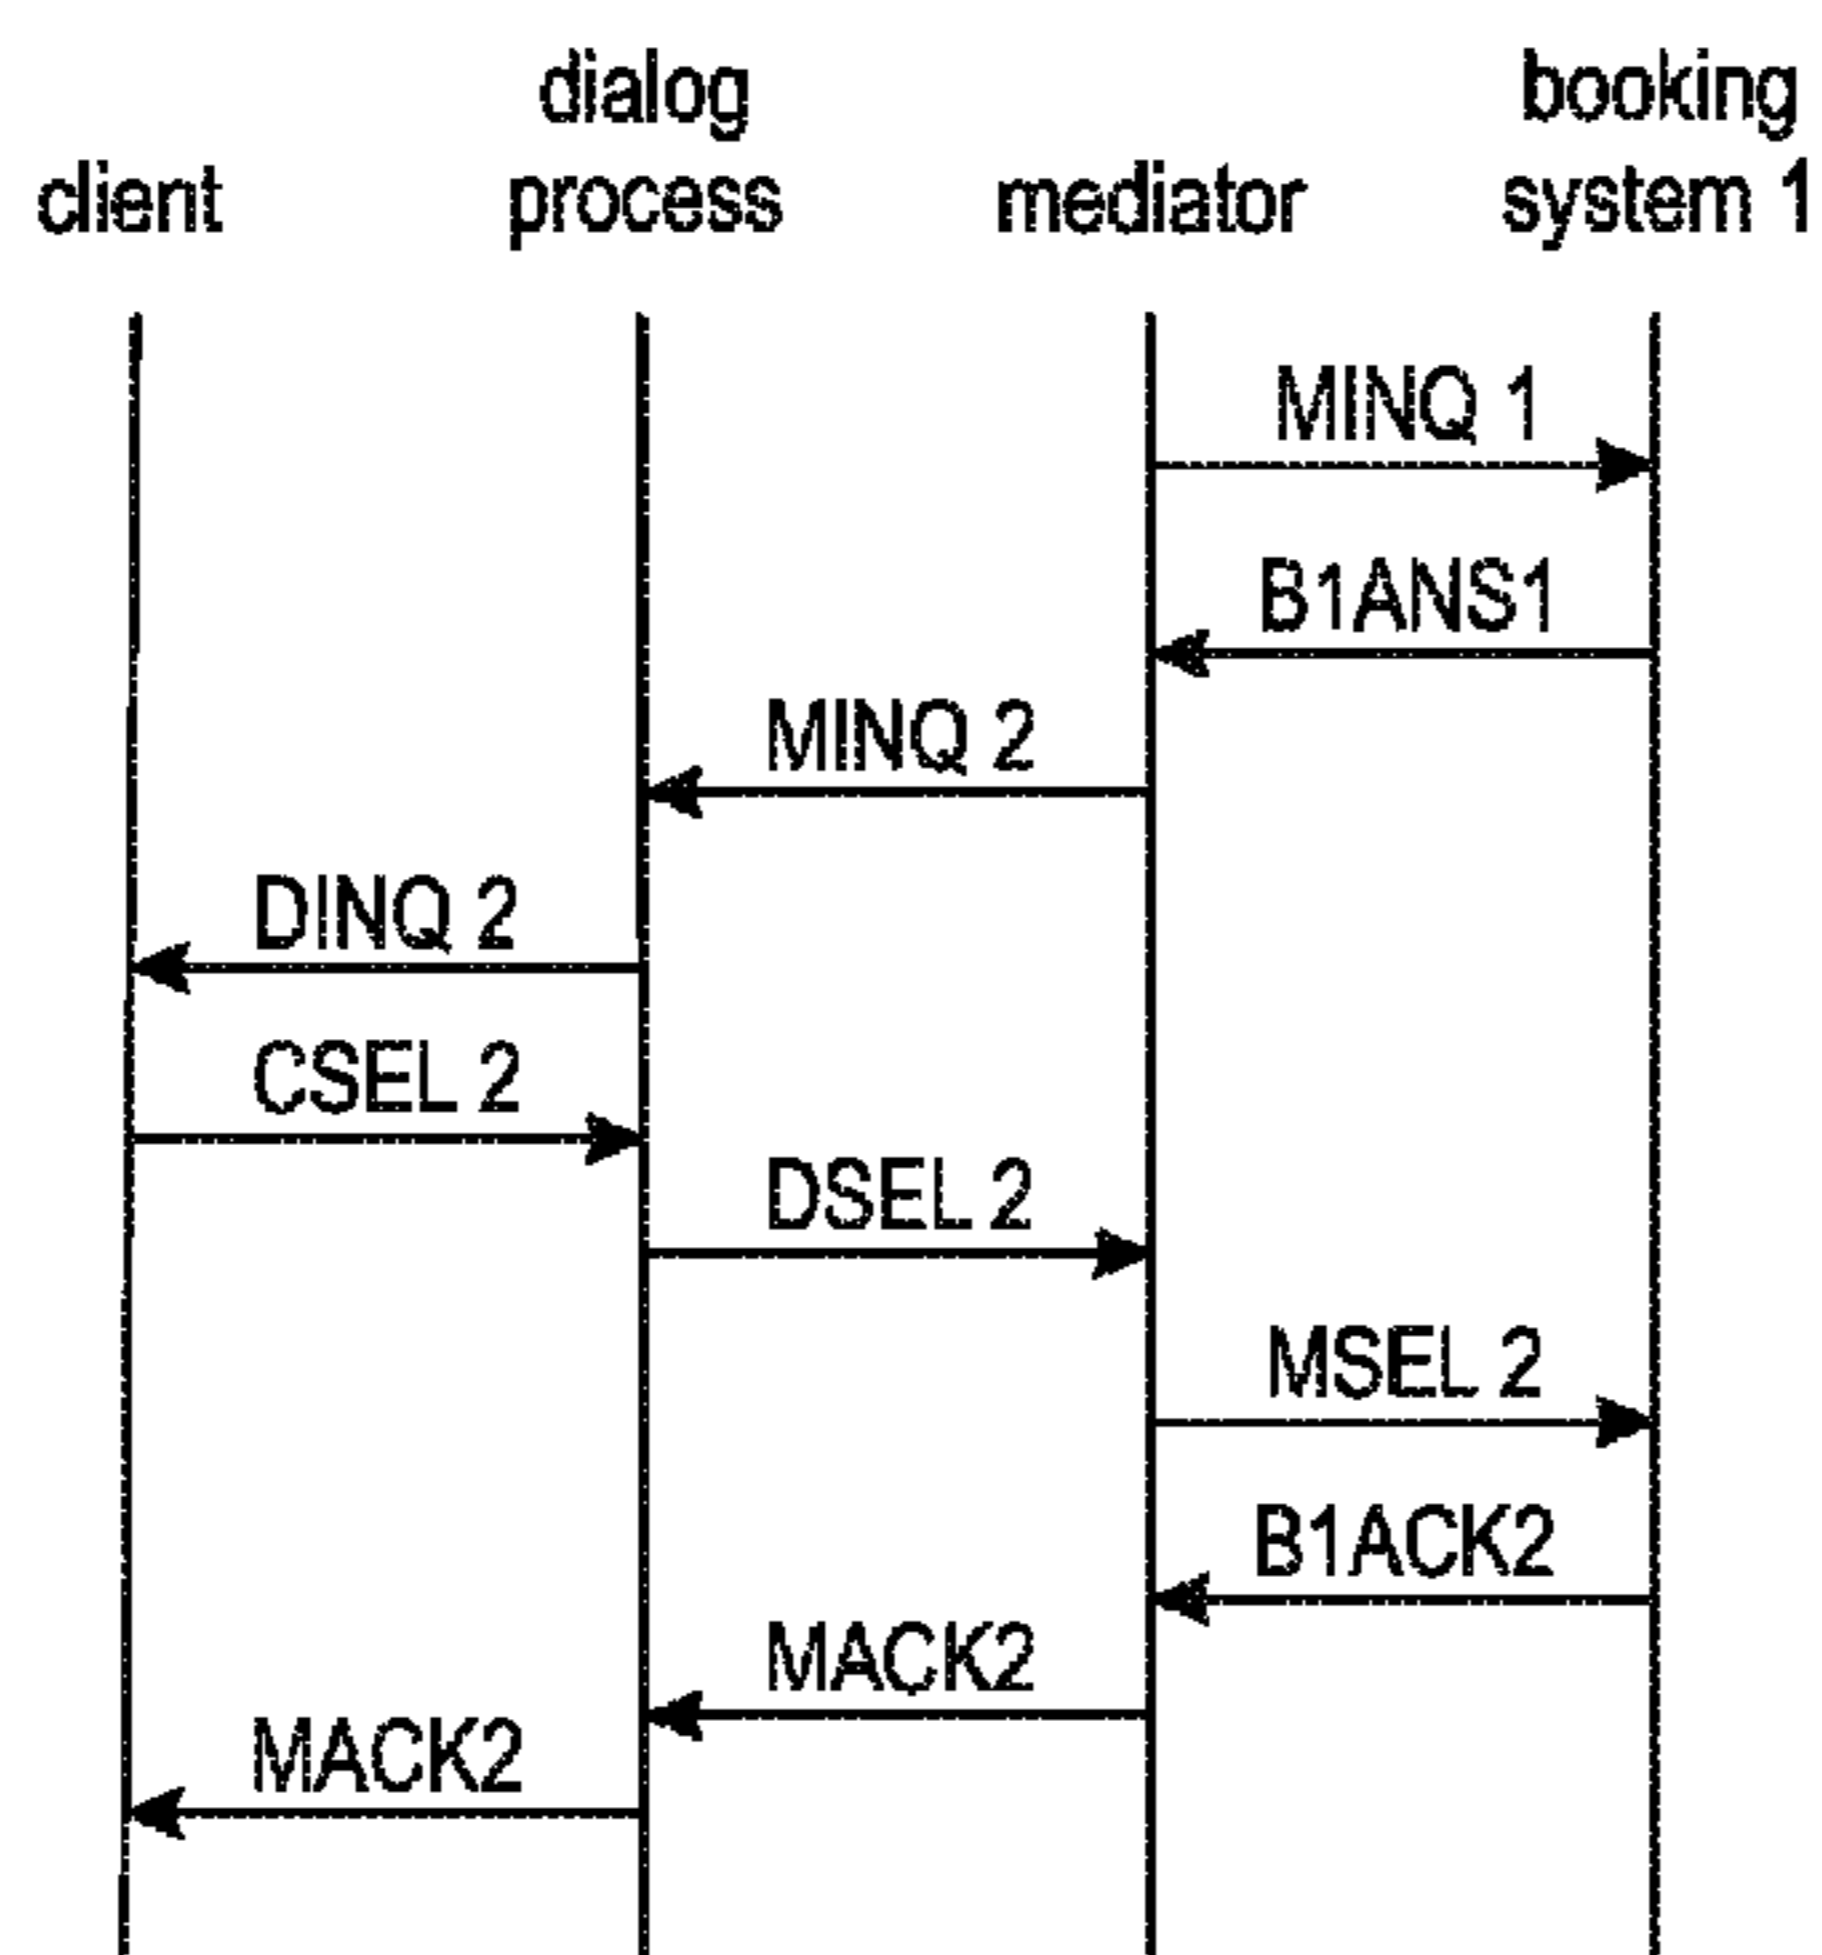 client
dialog
process
mediator
booking
system 1
MINQ 1
B1ANS1
MINQ 2
DINQ 2
CSEL 2
DSEL 2
MSEL 2
B1ACK2
MACK2
MACK2